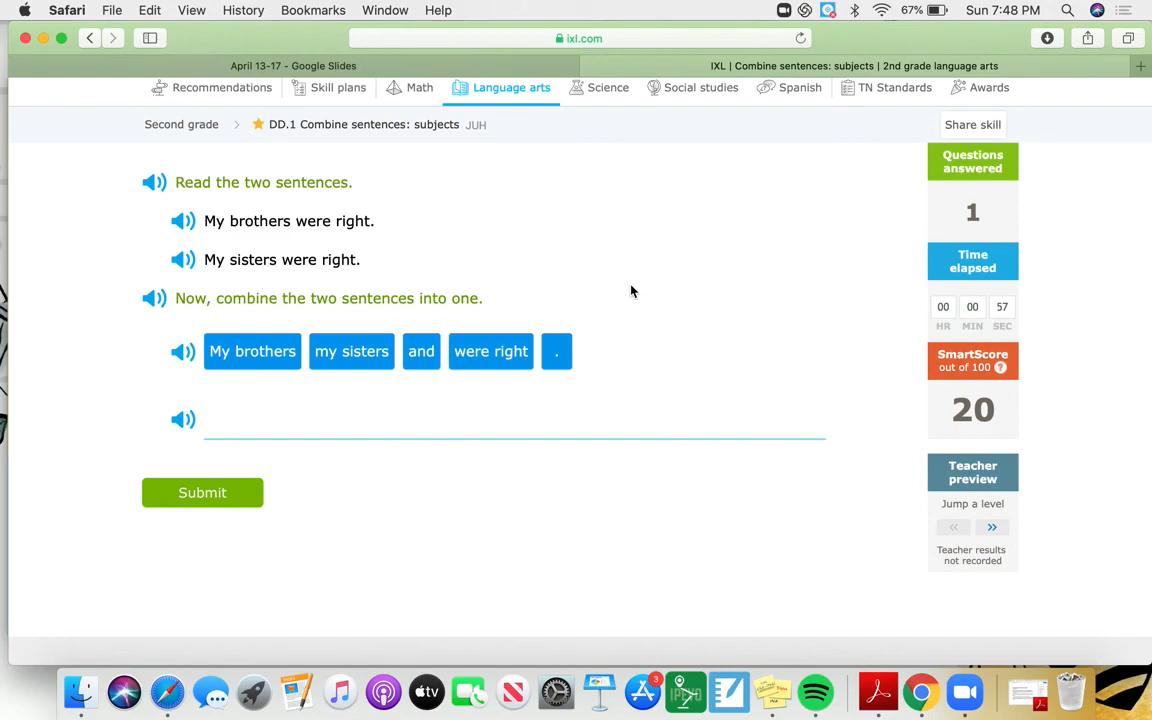 Safari File Edit View History Bookmarks Window Help 67% Sun 7:48 PM
ixl.com
April 13-17 - Google Slides IXL | Combine sentences: subjects | 2nd grade language arts
Recommendations Skill plans Math Language arts Science Social studies Spanish TN Standards Awards
Second grade > DD.1 Combine sentences: subjects JUH Share skill
Read the two sentences.
My brothers were right.
My sisters were right.
Now, combine the two sentences into one.
My brothers my sisters and were right .
Submit
Questions
answered
1
Time
elapsed
00 00 57
HR MIN SEC
SmartScore
out of 100 ?
20
Teacher
preview
Jump a level
<< >>
Teacher results
not recorded
3
tv
IPEVO